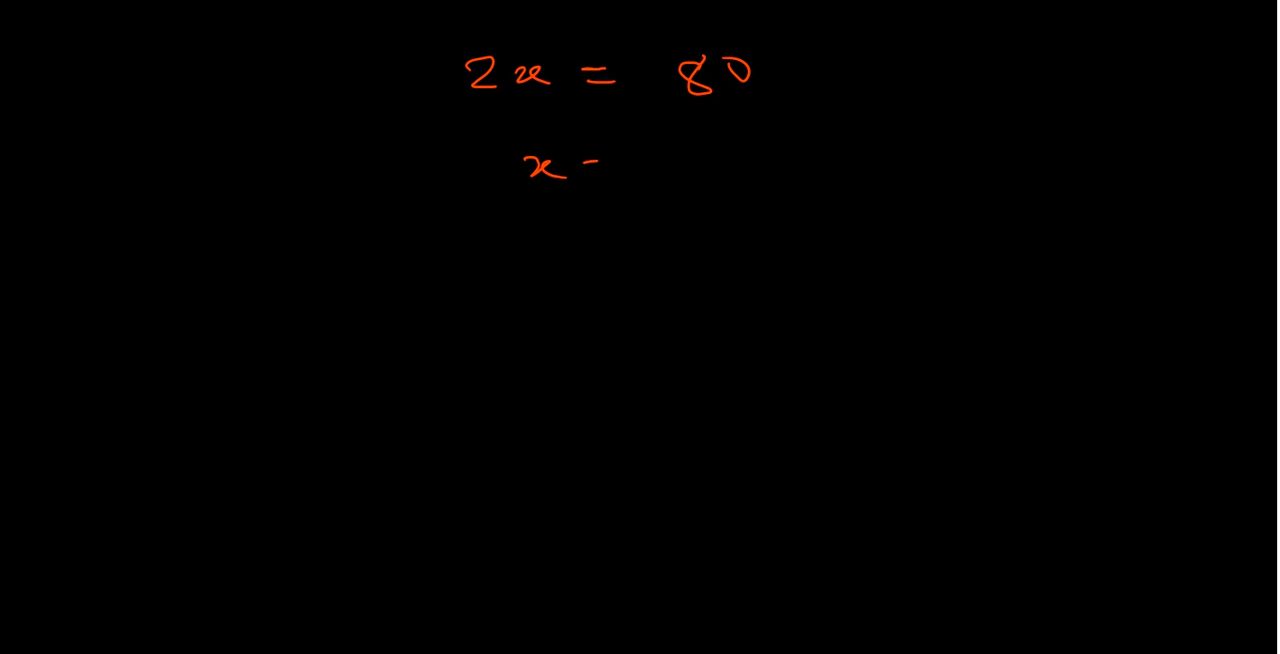 2x = 80
x -